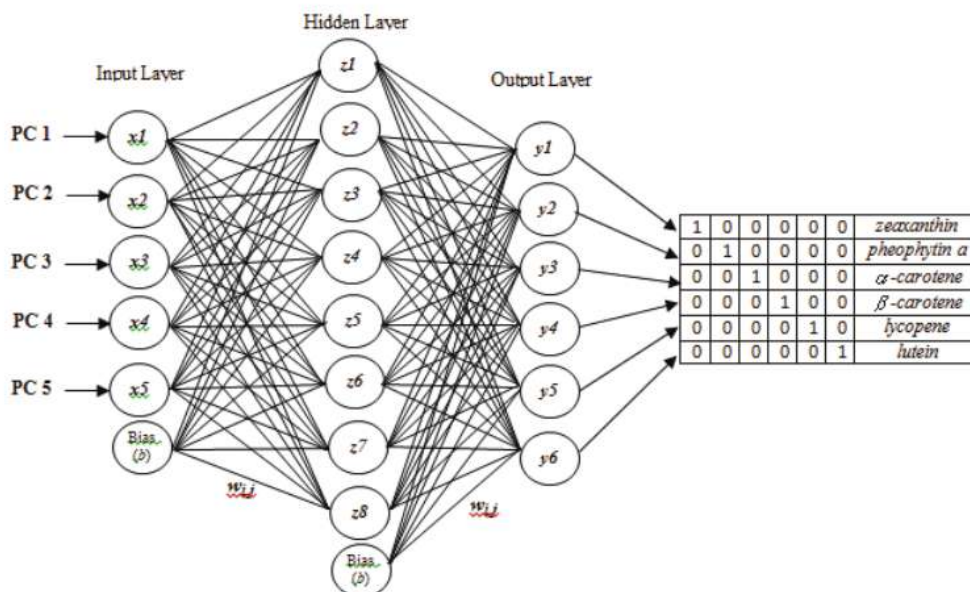 Hidden Layer
Input Layer
Output Layer
PC 1
PC 2
PC 3
PC 4
PC 5
x1
x2
x3
x4
x5
Bias
(b)
wi,j
z1
z2
z3
z4
z5
z6
z7
z8
Bias
(b)
wi,j
y1
y2
y3
y4
y5
y6
1 0 0 0 0 0 zeaxanthin
0 1 0 0 0 0 pheophytin a
0 0 1 0 0 0 α-carotene
0 0 0 1 0 0 β-carotene
0 0 0 0 1 0 lycopene
0 0 0 0 0 1 lutein